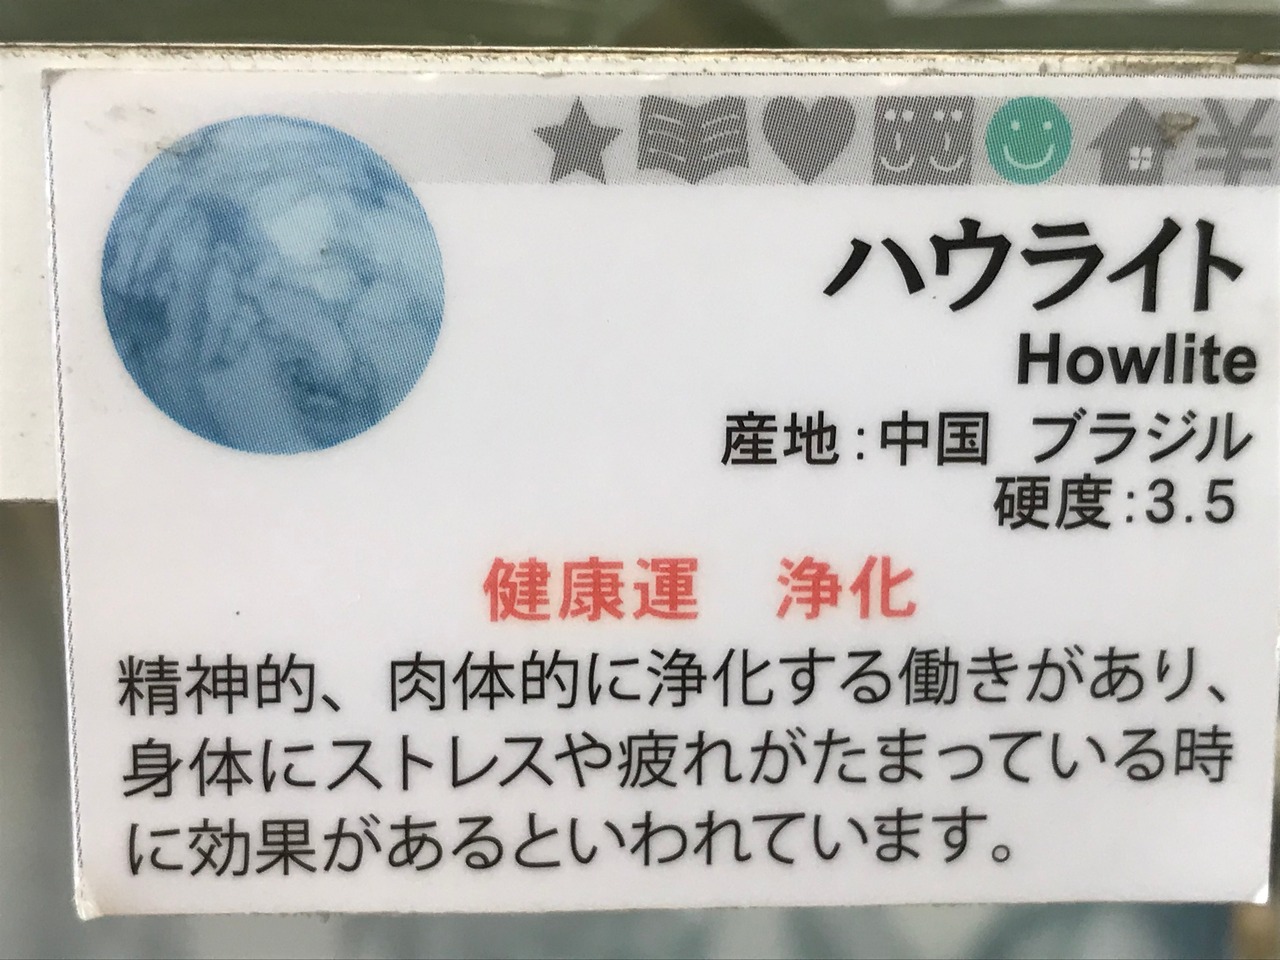 ハウライト
Howlite
産地:中国 ブラジル
硬度:3.5
健康運 浄化
精神的、肉体的に浄化する働きがあり、
身体にストレスや疲れがたまっている時
に効果があるといわれています。